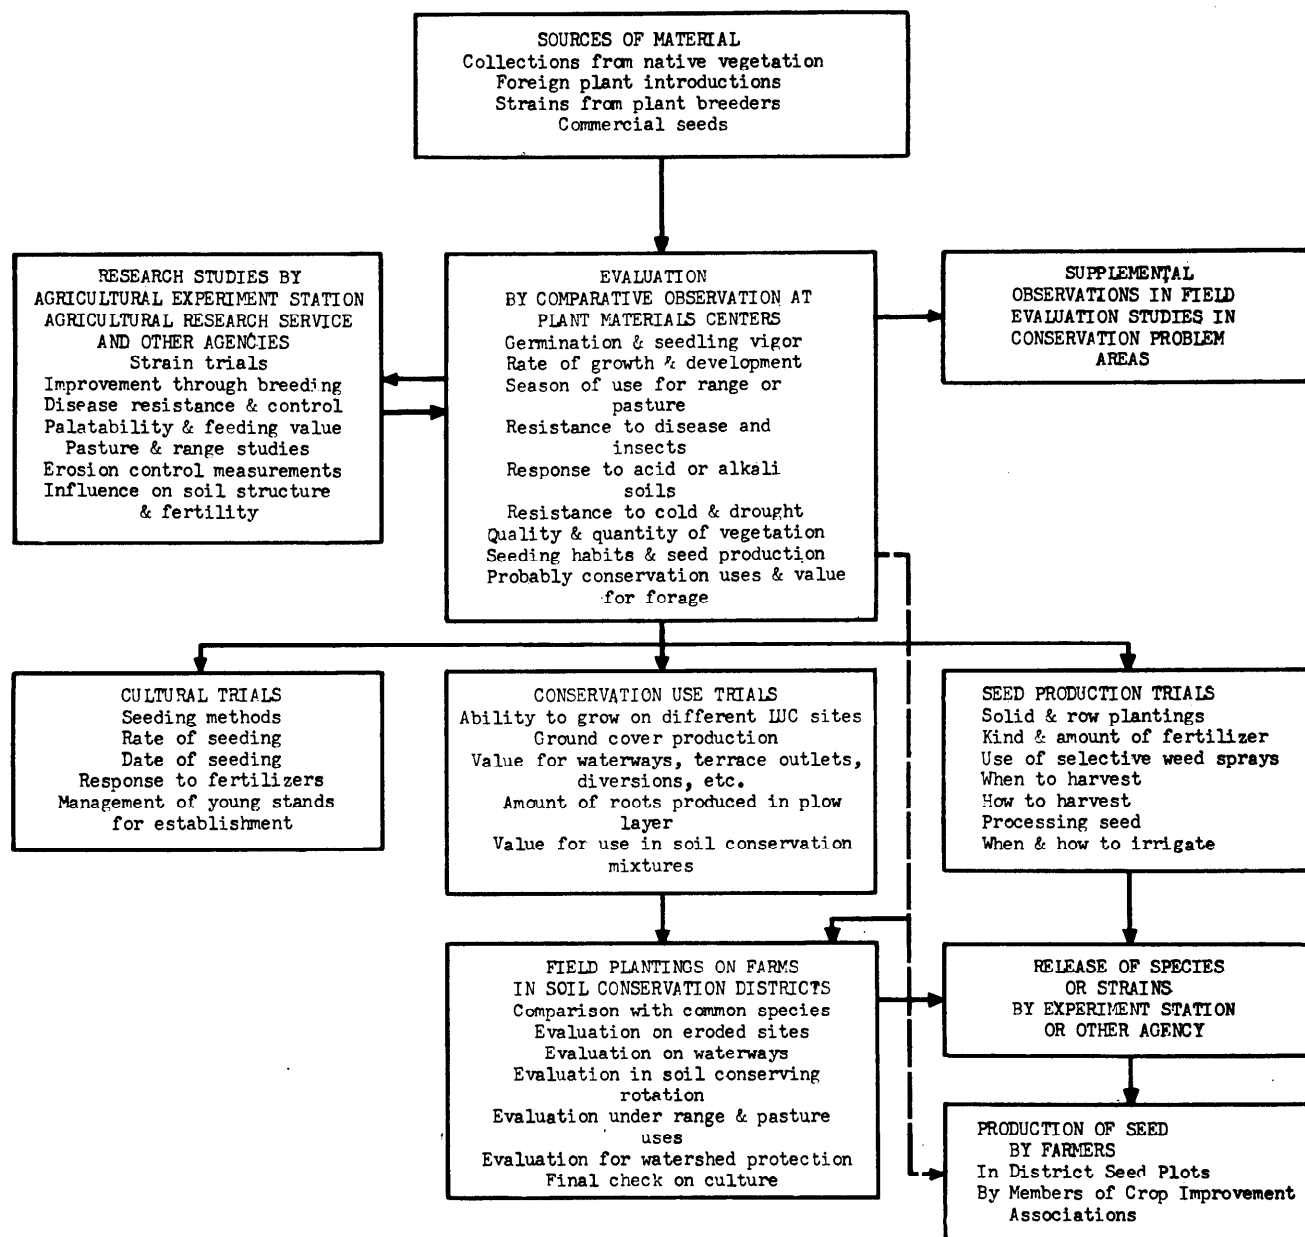 SOURCES OF MATERIAL
Collections from native vegetation
Foreign plant introductions
Strains from plant breeders
Commercial seeds
RESEARCH STUDIES BY
AGRICULTURAL EXPERIMENT STATION
AGRICULTURAL RESEARCH SERVICE
AND OTHER AGENCIES
Strain trials
Improvement through breeding
Disease resistance & control
Palatability & feeding value
Pasture & range studies
Erosion control measurements
Influence on soil structure
& fertility
EVALUATION
BY COMPARATIVE OBSERVATION AT
PLANT MATERIALS CENTERS
Germination & seedling vigor
Rate of growth & development
Season of use for range or
pasture
Resistance to disease and
insects
Response to acid or alkali
soils
Resistance to cold & drought
Quality & quantity of vegetation
Seeding habits & seed production
Probably conservation uses & value
for forage
SUPPLEMENTAL
OBSERVATIONS IN FIELD
EVALUATION STUDIES IN
CONSERVATION PROBLEM
AREAS
CULTURAL TRIALS
Seeding methods
Rate of seeding
Date of seeding
Response to fertilizers
Management of young stands
for establishment
CONSERVATION USE TRIALS
Ability to grow on different LUC sites
Ground cover production
Value for waterways, terrace outlets,
diversions, etc.
Amount of roots produced in plow
layer
Value for use in soil conservation
mixtures
SEED PRODUCTION TRIALS
Solid & row plantings
Kind & amount of fertilizer
Use of selective weed sprays
When to harvest
How to harvest
Processing seed
When & how to irrigate
FIELD PLANTINGS ON FARMS
IN SOIL CONSERVATION DISTRICTS
Comparison with common species
Evaluation on eroded sites
Evaluation on waterways
Evaluation in soil conserving
rotation
Evaluation under range & pasture
uses
Evaluation for watershed protection
Final check on culture
RELEASE OF SPECIES
OR STRAINS
BY EXPERIMENT STATION
OR OTHER AGENCY
PRODUCTION OF SEED
BY FARMERS
In District Seed Plots
By Members of Crop Improvement
Associations